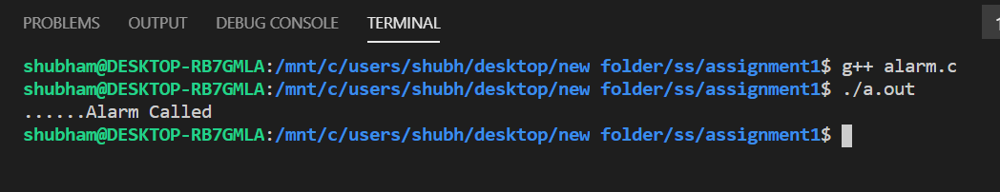 PROBLEMS OUTPUT DEBUG CONSOLE TERMINAL
shubham@DESKTOP-RB7GMLA:/mnt/c/users/shubh/desktop/new folder/ss/assignment1$ g++ alarm.c
shubham@DESKTOP-RB7GMLA:/mnt/c/users/shubh/desktop/new folder/ss/assignment1$ ./a.out
......Alarm Called
shubham@DESKTOP-RB7GMLA:/mnt/c/users/shubh/desktop/new folder/ss/assignment1$